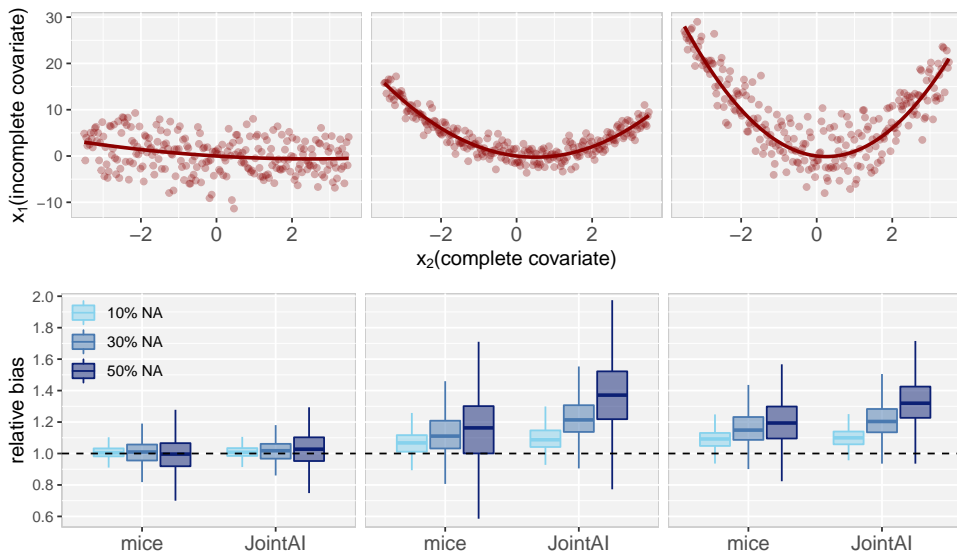 x1(incomplete covariate)
30
20
10
0
−10
−2 0 2
−2 0 2
−2 0 2
x2(complete covariate)
relative bias
2.0
1.8
1.6
1.4
1.2
1.0
0.8
0.6
10% NA
30% NA
50% NA
mice JointAI
mice JointAI
mice JointAI